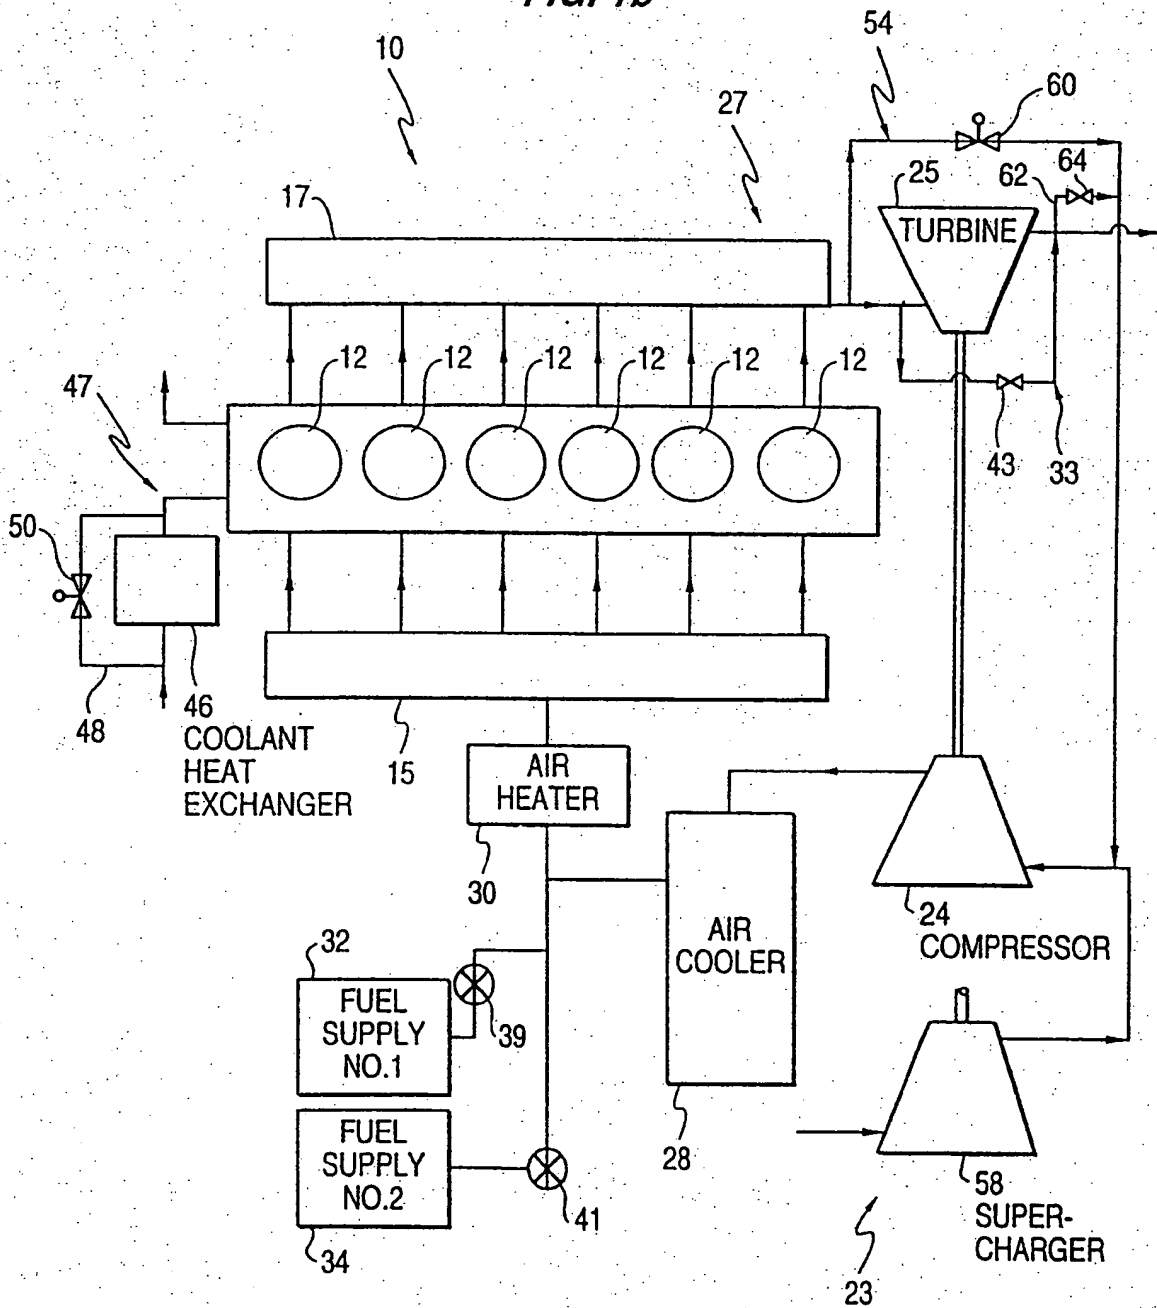 10
54
60
27
25
62
64
17
TURBINE
12
12
12
12
12
12
47
43
33
50
48
46
COOLANT
HEAT
EXCHANGER
15
AIR
HEATER
30
24
COMPRESSOR
AIR
COOLER
32
FUEL
SUPPLY
NO.1
39
28
FUEL
SUPPLY
NO.2
41
34
58
SUPER-
CHARGER
23